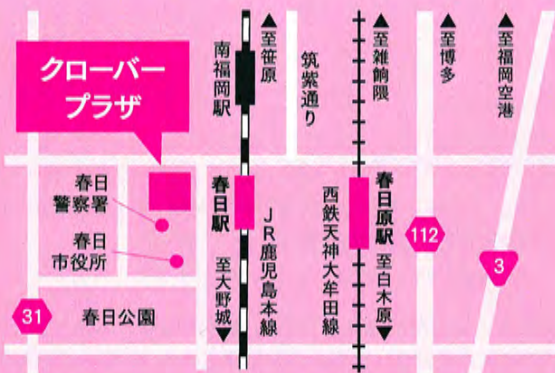 クローバー
プラザ
南福岡駅
▲至笹原
筑紫通り
▲至雑餉隈
▲至博多
▲至福岡空港
春日
警察署
春日
市役所
春日駅
至大野城▼
JR鹿児島本線
西鉄天神大牟田線
春日原駅
至白木原▼
112
3
31
春日公園